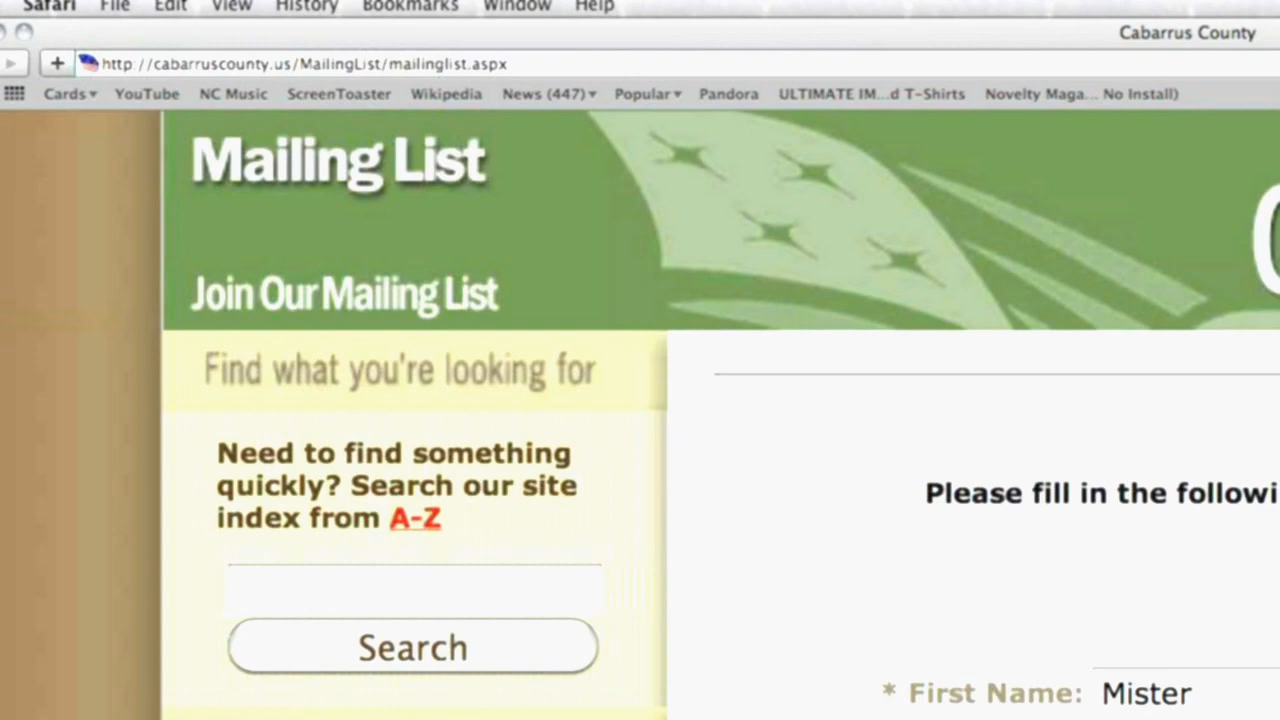 Safari File Edit View History Bookmarks Window Help
Cabarrus County
http://cabarruscounty.us/MailingList/mailinglist.aspx
Cards YouTube NC Music ScreenToaster Wikipedia News (447) Popular Pandora ULTIMATE IM...d T-Shirts Novelty Maga... No Install)
Mailing List
Join Our Mailing List
Find what you're looking for
Need to find something
quickly? Search our site
index from A-Z
Please fill in the followi
Search
* First Name: Mister